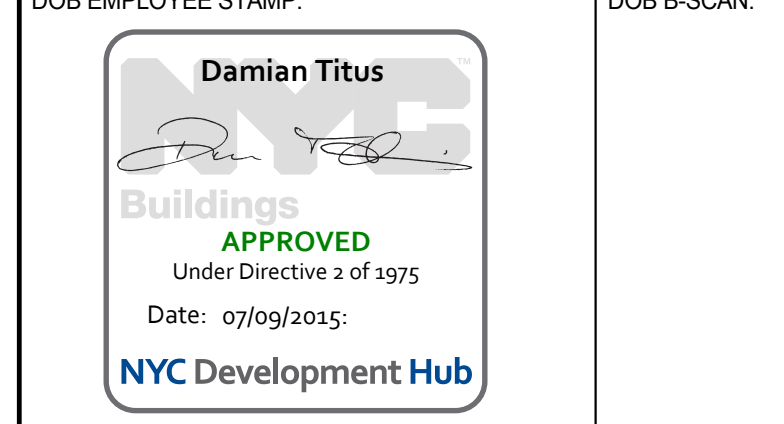 DOB EMPLOYEE STAMP:
DOB B-SCAN:
Damian Titus
NYC™
Buildings
APPROVED
Under Directive 2 of 1975
Date: 07/09/2015:
NYC Development Hub